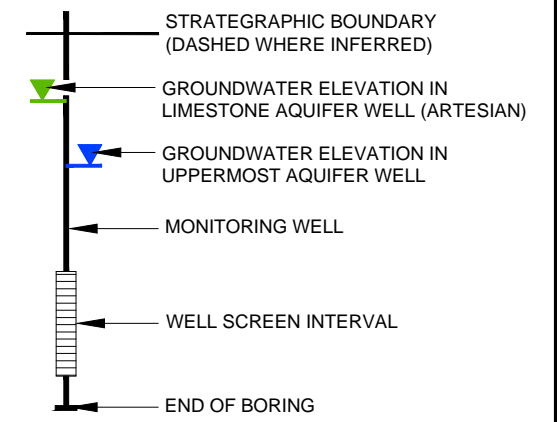 STRATEGRAPHIC BOUNDARY
(DASHED WHERE INFERRED)
GROUNDWATER ELEVATION IN
LIMESTONE AQUIFER WELL (ARTESIAN)
GROUNDWATER ELEVATION IN
UPPERMOST AQUIFER WELL
MONITORING WELL
WELL SCREEN INTERVAL
END OF BORING